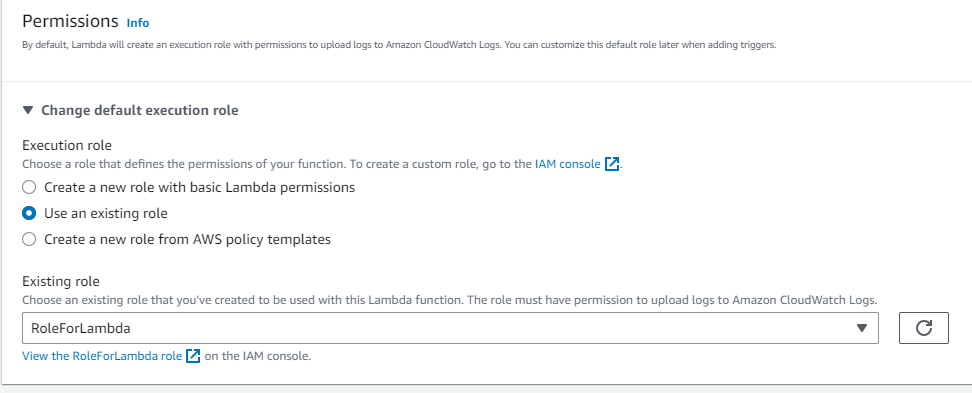 Permissions Info
By default, Lambda will create an execution role with permissions to upload logs to Amazon CloudWatch Logs. You can customize this default role later when adding triggers.
Change default execution role
Execution role
Choose a role that defines the permissions of your function. To create a custom role, go to the IAM console.
Create a new role with basic Lambda permissions
Use an existing role
Create a new role from AWS policy templates
Existing role
Choose an existing role that you've created to be used with this Lambda function. The role must have permission to upload logs to Amazon CloudWatch Logs.
RoleForLambda
View the RoleForLambda role on the IAM console.